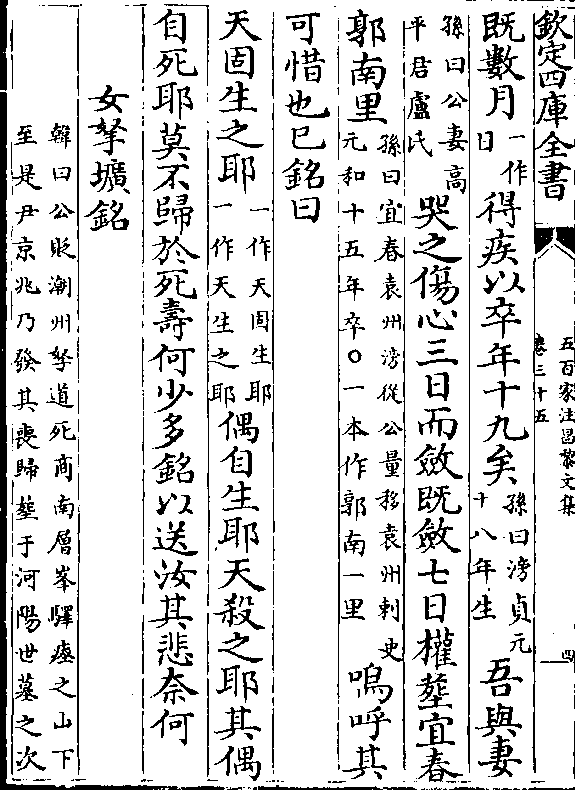 欽定四庫全書
五百家注昌黎文集
卷三十五
四
既數月
一作
日
得疾以卒年十九矣
孫曰滂貞元
十八年生
吾與妻
孫曰公妻髙
平君盧氏
哭之傷心三日而斂既斂七日權塟宜春
郭南里
孫曰宜春袁州滂從公量移袁州刺史
元和十五年卒○一本作郭南一里
嗚呼其
可惜也已銘曰
天固生之耶
一作天固生耶
一作天生之耶
偶自生耶天殺之耶其偶
自死耶莫不歸於死壽何少多銘以送汝其悲奈何
女挐壙銘
韓曰公貶潮州挐道死商南層峯驛瘞之山下
至是尹京兆乃發其喪歸塟于河陽世墓之次